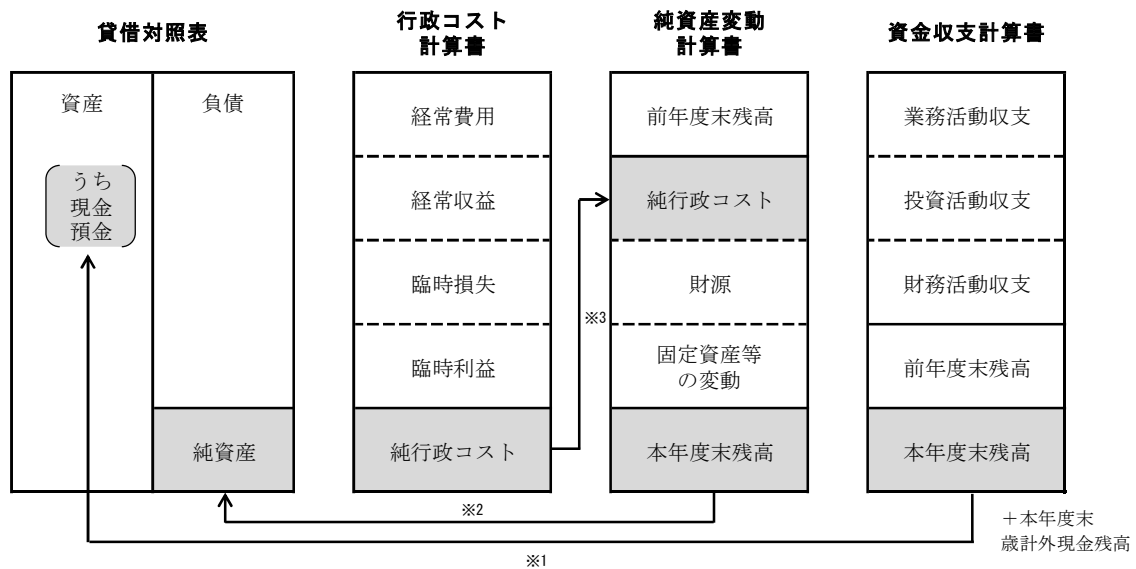 貸借対照表
資産
負債
うち
現金
預金
純資産
行政コスト
計算書
経常費用
経常収益
臨時損失
臨時利益
純行政コスト
純資産変動
計算書
前年度末残高
純行政コスト
財源
固定資産等
の変動
本年度末残高
資金収支計算書
業務活動収支
投資活動収支
財務活動収支
前年度末残高
本年度末残高
※3
※2
※1
＋本年度末
歳計外現金残高